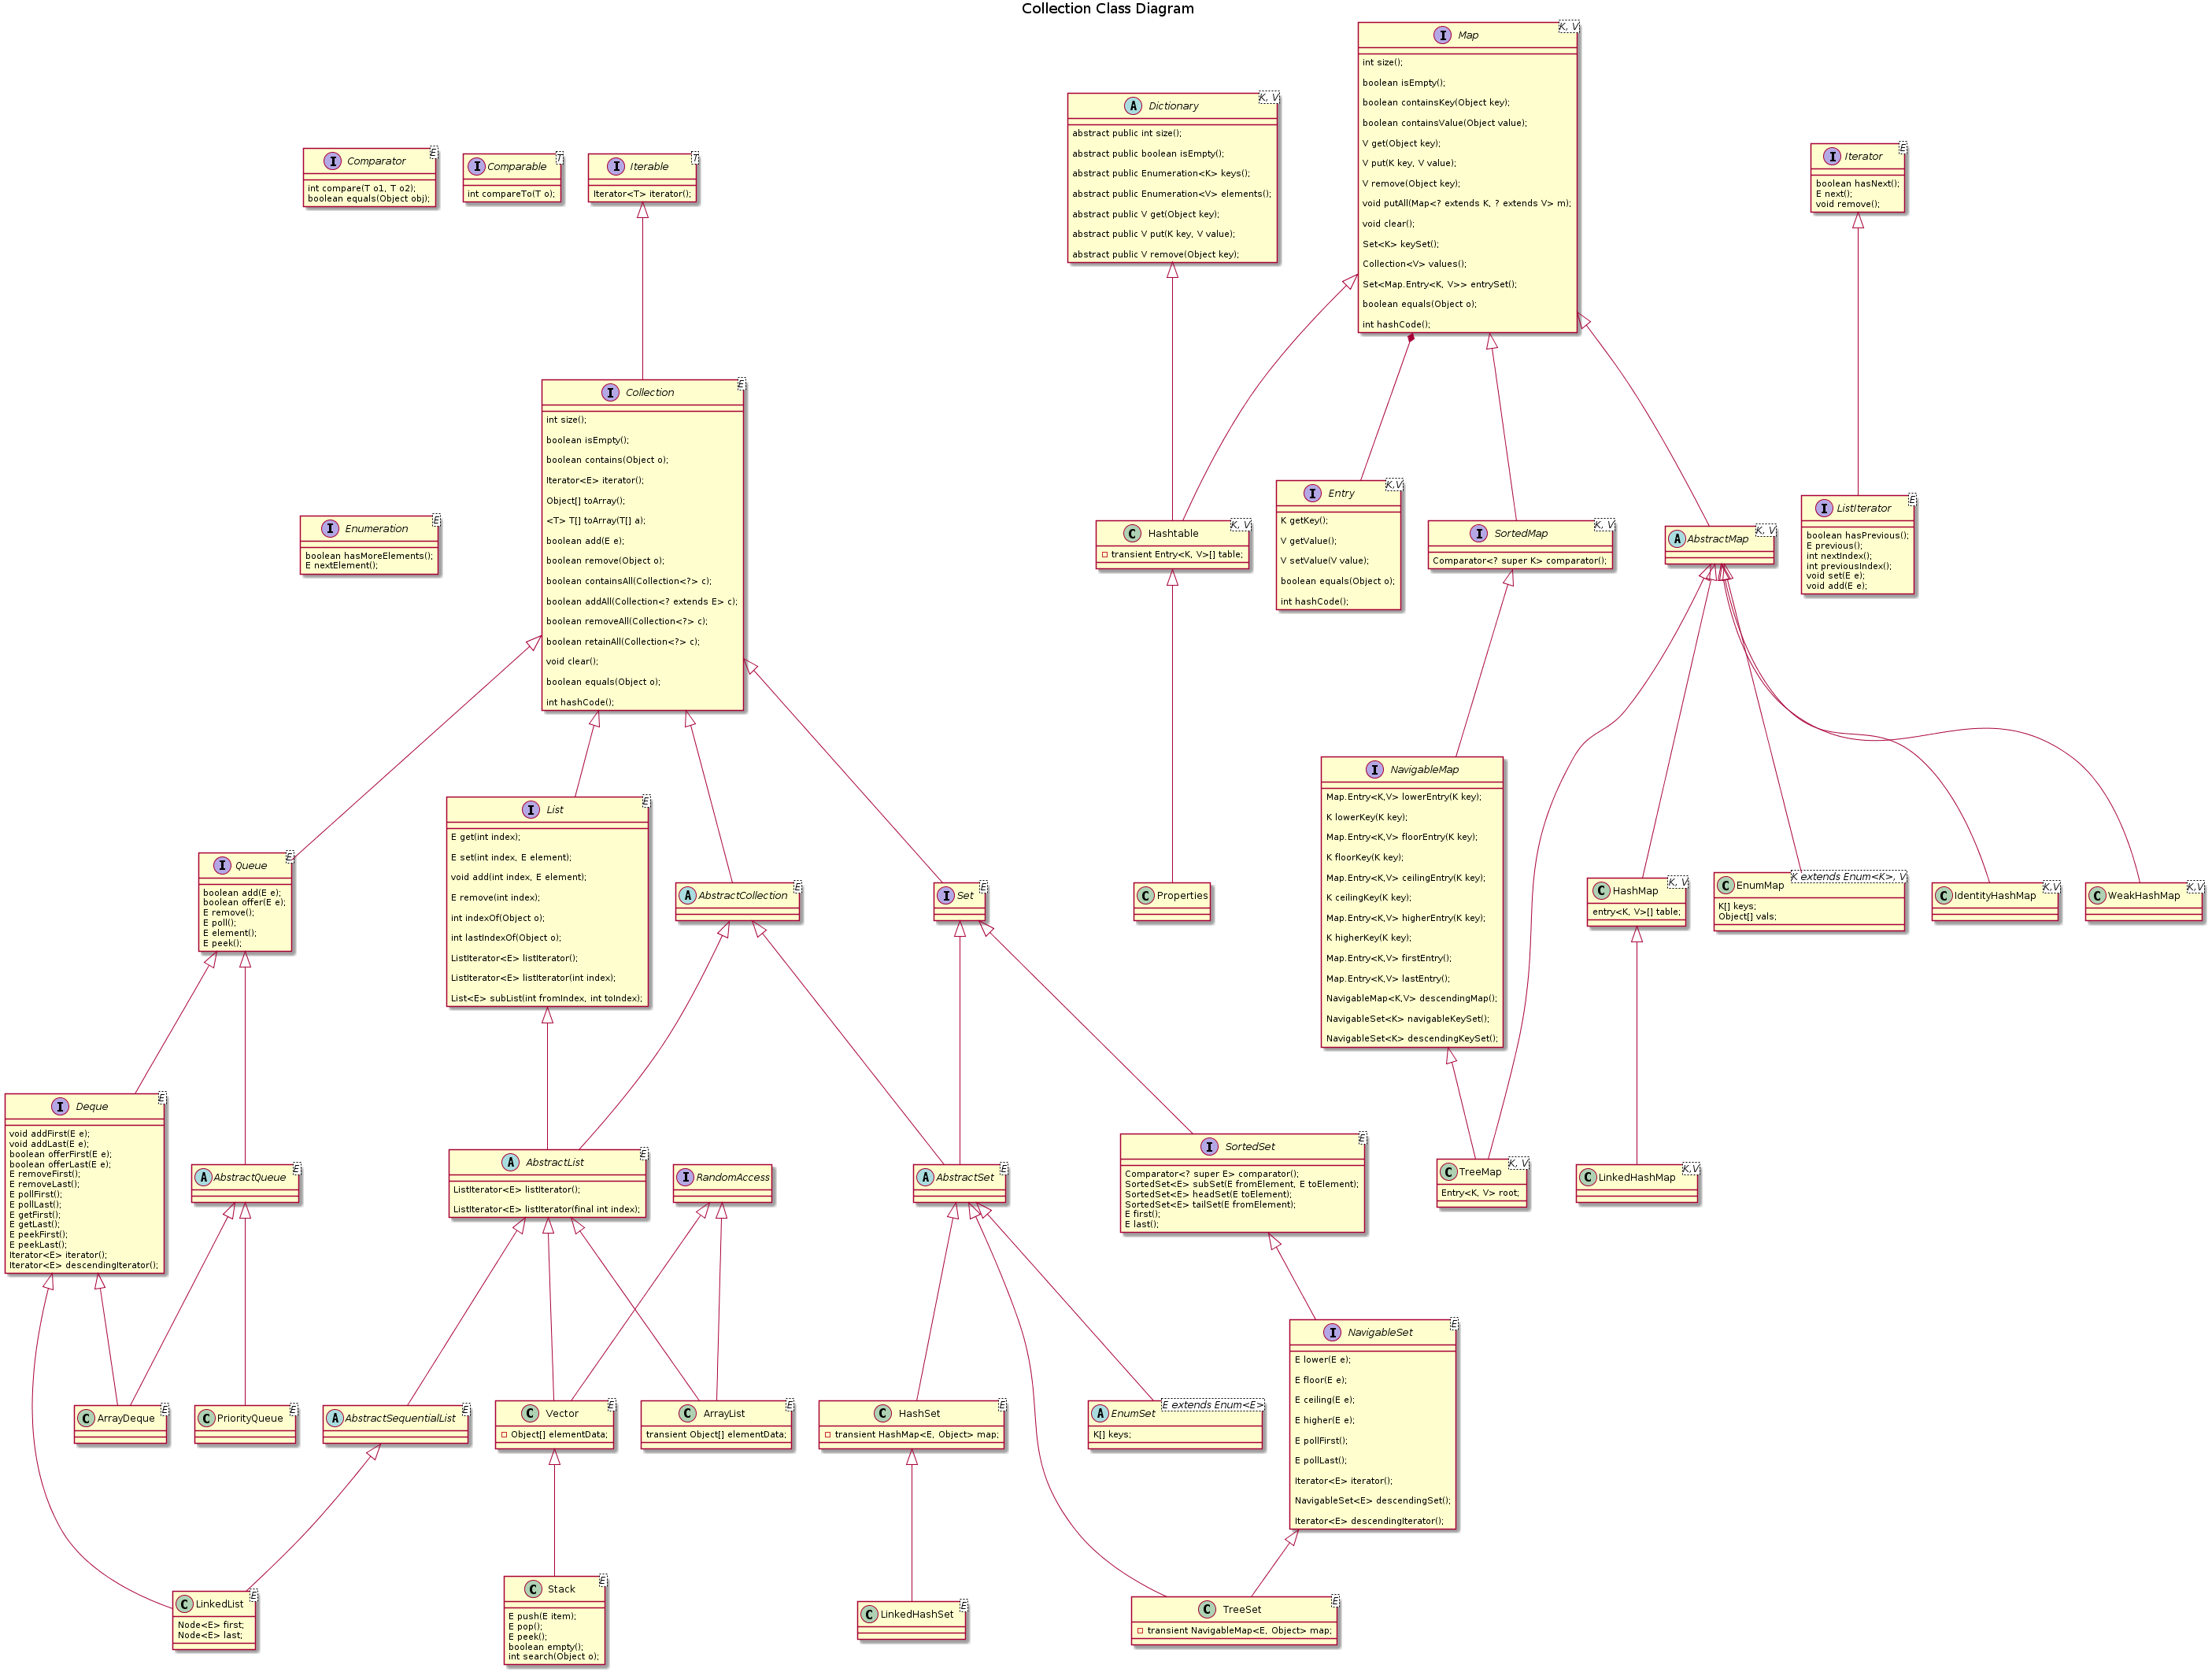 Collection Class Diagram
I Map K, V
int size();
boolean isEmpty();
boolean containsKey(Object key);
boolean containsValue(Object value);
V get(Object key);
V put(K key, V value);
V remove(Object key);
void putAll(Map<? extends K, ? extends V> m);
void clear();
Set<K> keySet();
Collection<V> values();
Set<Map.Entry<K, V>> entrySet();
boolean equals(Object o);
int hashCode();
A Dictionary K, V
abstract public int size();
abstract public boolean isEmpty();
abstract public Enumeration<K> keys();
abstract public Enumeration<V> elements();
abstract public V get(Object key);
abstract public V put(K key, V value);
abstract public V remove(Object key);
I Comparator E
int compare(T o1, T o2);
boolean equals(Object obj);
I Comparable T
int compareTo(T o);
I Iterable T
Iterator<T> iterator();
I Iterator E
boolean hasNext();
E next();
void remove();
I Collection E
int size();
boolean isEmpty();
boolean contains(Object o);
Iterator<E> iterator();
Object[] toArray();
<T> T[] toArray(T[] a);
boolean add(E e);
boolean remove(Object o);
boolean containsAll(Collection<?> c);
boolean addAll(Collection<? extends E> c);
boolean removeAll(Collection<?> c);
boolean retainAll(Collection<?> c);
void clear();
boolean equals(Object o);
int hashCode();
I Enumeration E
boolean hasMoreElements();
E nextElement();
C Hashtable K, V
transient Entry<K, V>[] table;
I Entry K,V
K getKey();
V getValue();
V setValue(V value);
boolean equals(Object o);
int hashCode();
I SortedMap K, V
Comparator<? super K> comparator();
A AbstractMap K, V
I ListIterator E
boolean hasPrevious();
E previous();
int nextIndex();
int previousIndex();
void set(E e);
void add(E e);
I Queue E
boolean add(E e);
boolean offer(E e);
E remove();
E poll();
E element();
E peek();
I List E
E get(int index);
E set(int index, E element);
void add(int index, E element);
E remove(int index);
int indexOf(Object o);
int lastIndexOf(Object o);
ListIterator<E> listIterator();
ListIterator<E> listIterator(int index);
List<E> subList(int fromIndex, int toIndex);
A AbstractCollection E
I Set E
C Properties
I NavigableMap
Map.Entry<K,V> lowerEntry(K key);
K lowerKey(K key);
Map.Entry<K,V> floorEntry(K key);
K floorKey(K key);
Map.Entry<K,V> ceilingEntry(K key);
K ceilingKey(K key);
Map.Entry<K,V> higherEntry(K key);
K higherKey(K key);
Map.Entry<K,V> firstEntry();
Map.Entry<K,V> lastEntry();
NavigableMap<K,V> descendingMap();
NavigableSet<K> navigableKeySet();
NavigableSet<K> descendingKeySet();
C HashMap K, V
entry<K, V>[] table;
C EnumMap K extends Enum<K>, V
K[] keys;
Object[] vals;
C IdentityHashMap K,V
C WeakHashMap K,V
I Deque E
void addFirst(E e);
void addLast(E e);
boolean offerFirst(E e);
boolean offerLast(E e);
E removeFirst();
E removeLast();
E pollFirst();
E pollLast();
E getFirst();
E getLast();
E peekFirst();
E peekLast();
Iterator<E> iterator();
Iterator<E> descendingIterator();
A AbstractQueue E
A AbstractList E
ListIterator<E> listIterator();
ListIterator<E> listIterator(final int index);
I RandomAccess
A AbstractSet E
I SortedSet E
Comparator<? super E> comparator();
SortedSet<E> subSet(E fromElement, E toElement);
SortedSet<E> headSet(E toElement);
SortedSet<E> tailSet(E fromElement);
E first();
E last();
C TreeMap K, V
Entry<K, V> root;
C LinkedHashMap K,V
C ArrayDeque E
C PriorityQueue E
A AbstractSequentialList E
C Vector E
Object[] elementData;
C ArrayList E
transient Object[] elementData;
C HashSet E
transient HashMap<E, Object> map;
A EnumSet E extends Enum<E>
K[] keys;
I NavigableSet E
E lower(E e);
E floor(E e);
E ceiling(E e);
E higher(E e);
E pollFirst();
E pollLast();
Iterator<E> iterator();
NavigableSet<E> descendingSet();
Iterator<E> descendingIterator();
C LinkedList E
Node<E> first;
Node<E> last;
C Stack E
E push(E item);
E pop();
E peek();
boolean empty();
int search(Object o);
C LinkedHashSet E
C TreeSet E
transient NavigableMap<E, Object> map;